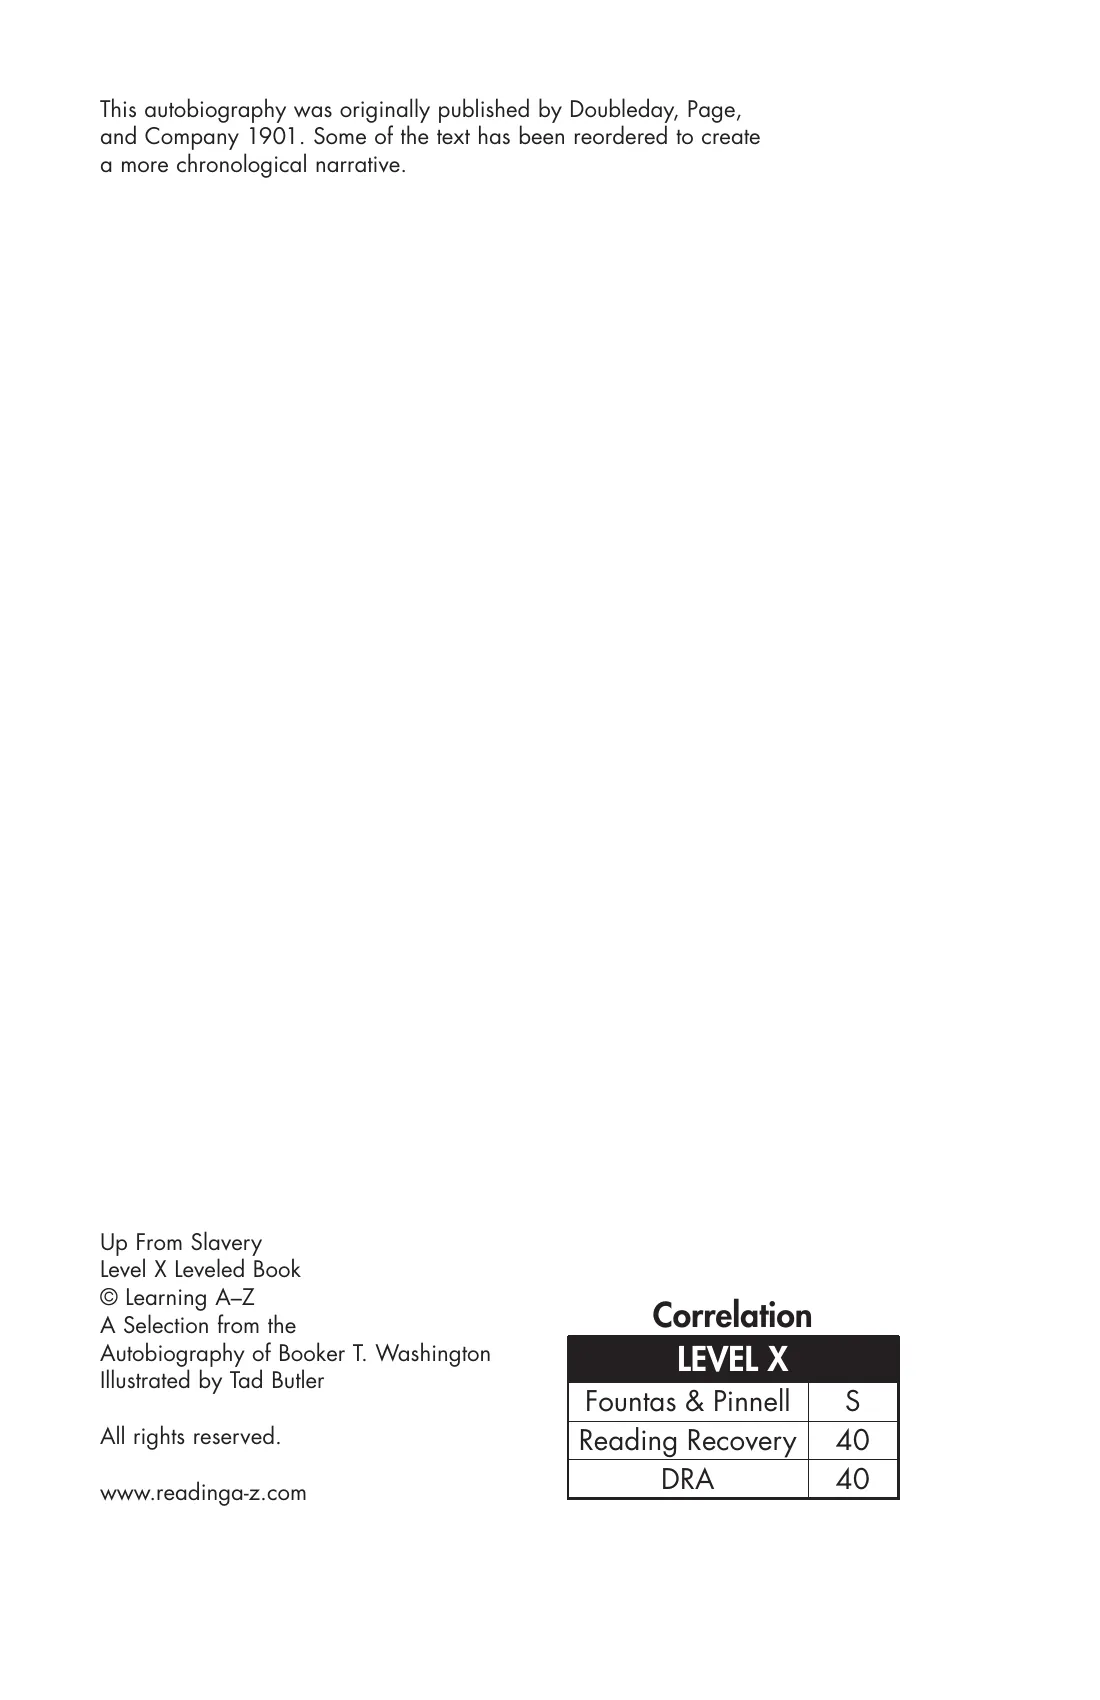 This autobiography was originally published by Doubleday, Page,
and Company 1901. Some of the text has been reordered to create
a more chronological narrative.
Up From Slavery
Level X Leveled Book
© Learning A–Z
A Selection from the
Autobiography of Booker T. Washington
Illustrated by Tad Butler
All rights reserved.
www.readinga-z.com
Correlation
LEVEL X
Fountas & Pinnell S
Reading Recovery 40
DRA 40